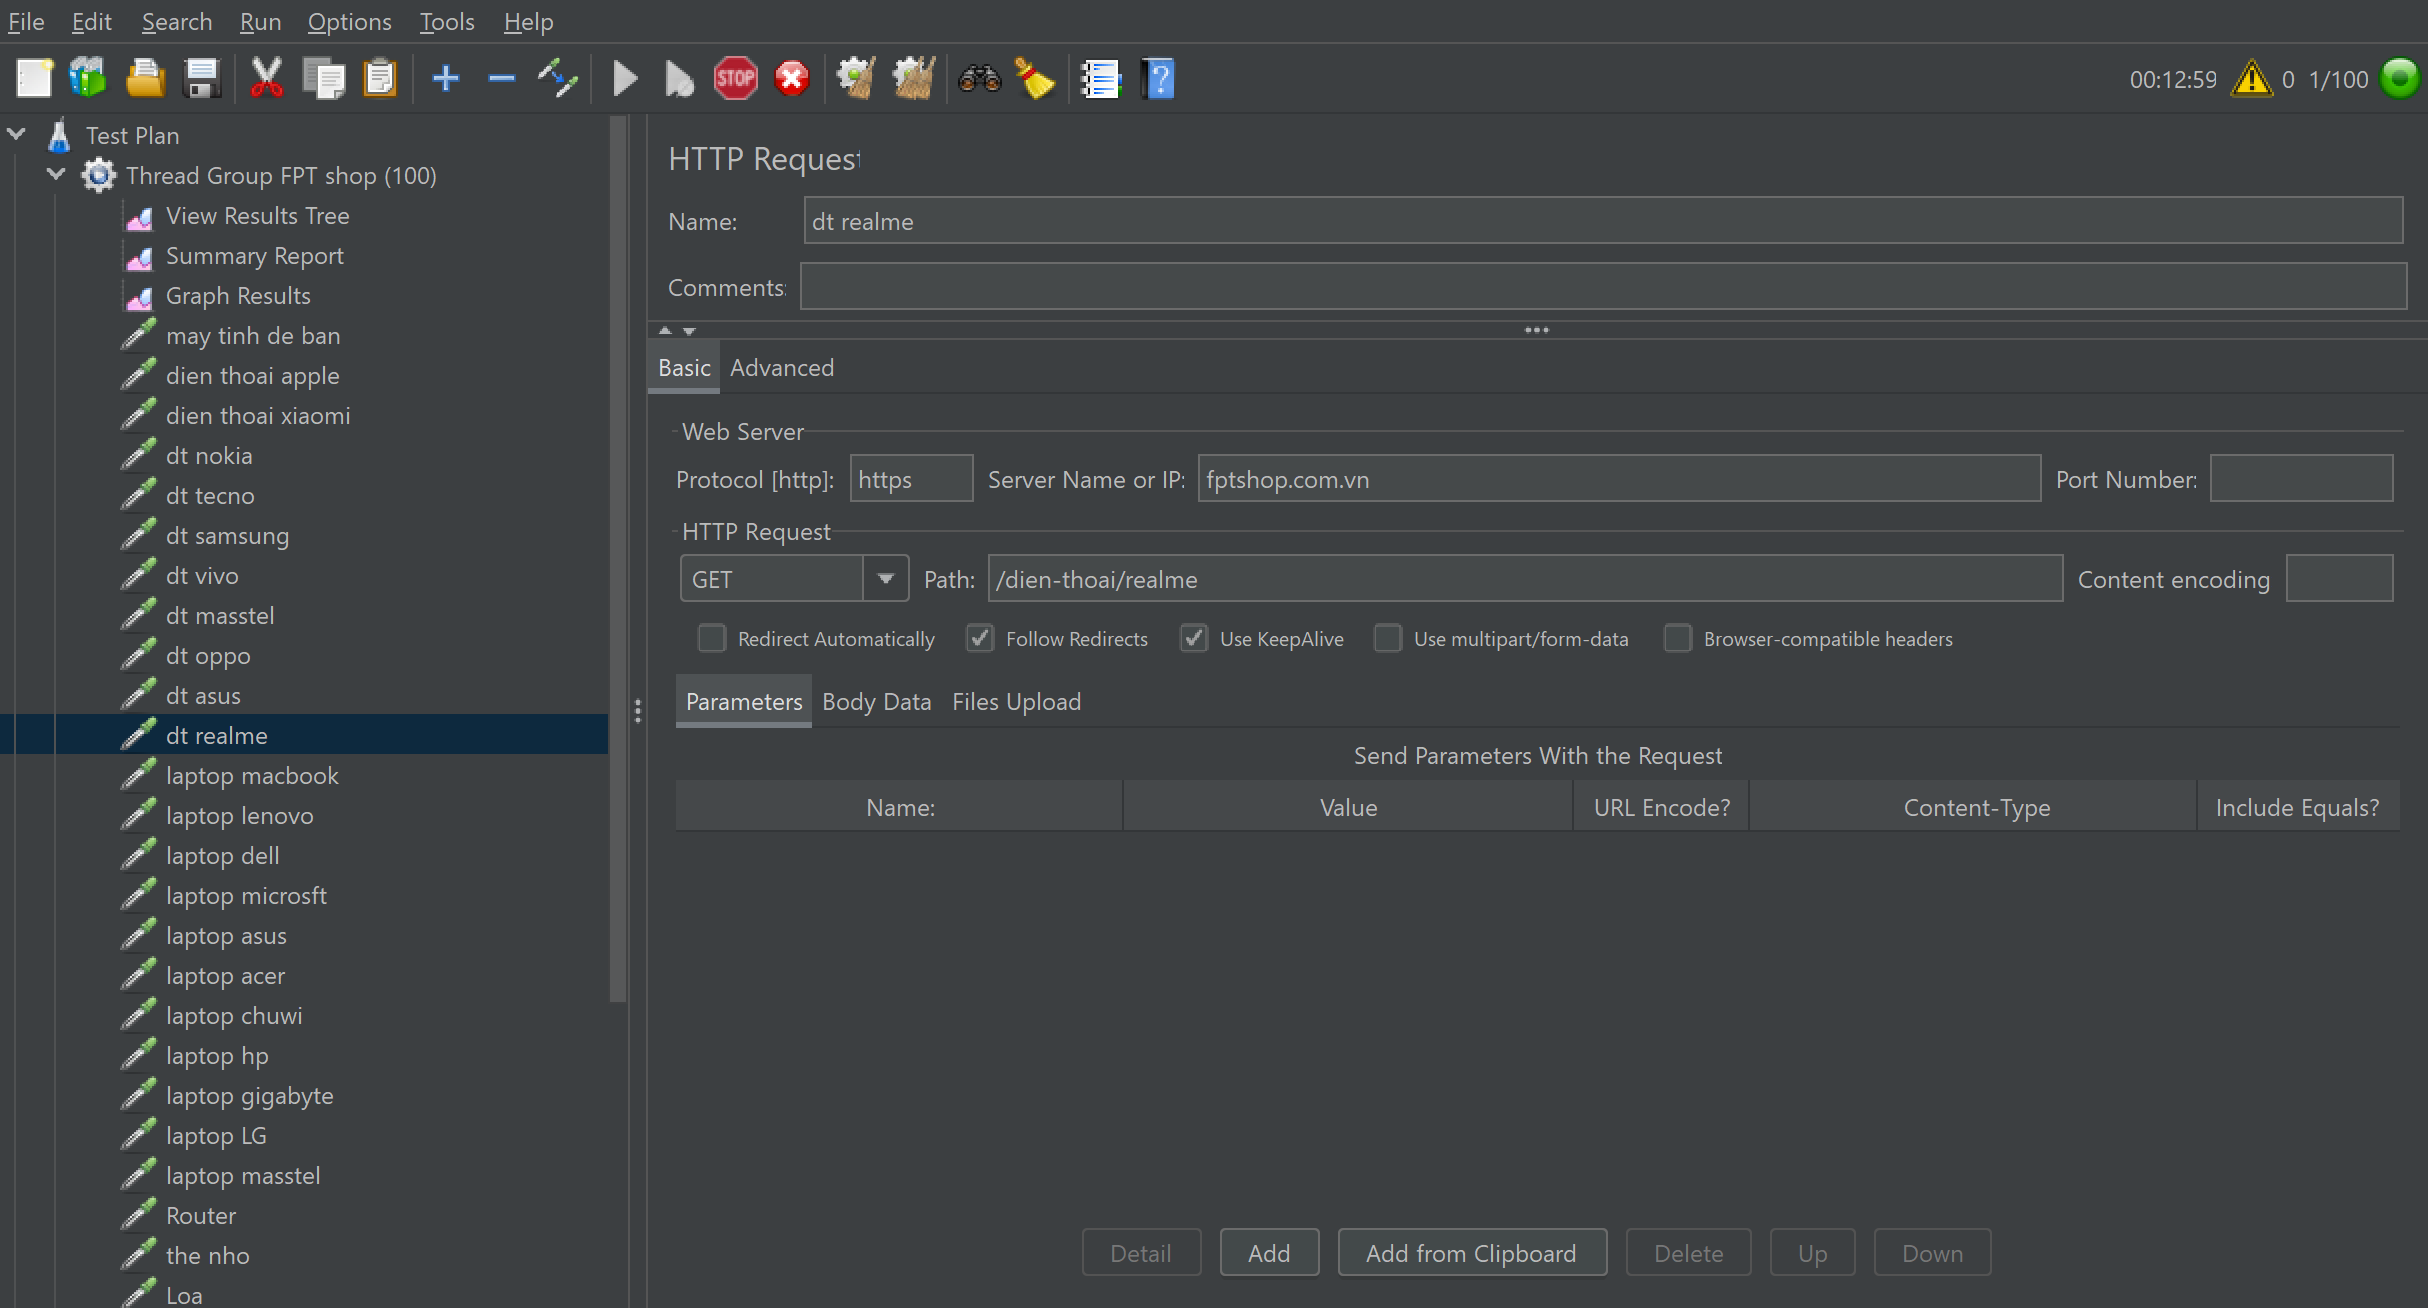 File Edit Search Run Options Tools Help
STOP ? 00:12:59 0 1/100
Test Plan
Thread Group FPT shop (100)
View Results Tree
Summary Report
Graph Results
may tinh de ban
dien thoai apple
dien thoai xiaomi
dt nokia
dt tecno
dt samsung
dt vivo
dt masstel
dt oppo
dt asus
dt realme
laptop macbook
laptop lenovo
laptop dell
laptop microsft
laptop asus
laptop acer
laptop chuwi
laptop hp
laptop gigabyte
laptop LG
laptop masstel
Router
the nho
Loa
HTTP Request
Name: dt realme
Comments:
Basic Advanced
Web Server
Protocol [http]: https Server Name or IP: fptshop.com.vn Port Number:
HTTP Request
GET Path: /dien-thoai/realme Content encoding
Redirect Automatically Follow Redirects Use KeepAlive Use multipart/form-data Browser-compatible headers
Parameters Body Data Files Upload
Send Parameters With the Request
Name: Value URL Encode? Content-Type Include Equals?
Detail Add Add from Clipboard Delete Up Down